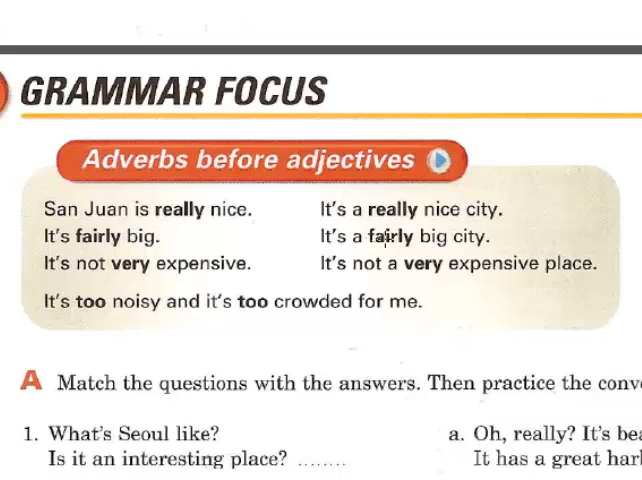 GRAMMAR FOCUS
Adverbs before adjectives
San Juan is really nice. It's a really nice city.
It's fairly big. It's a fairly big city.
It's not very expensive. It's not a very expensive place.
It's too noisy and it's too crowded for me.
A Match the questions with the answers. Then practice the conv
1. What's Seoul like? a. Oh, really? It's bea
Is it an interesting place? ........ It has a great har